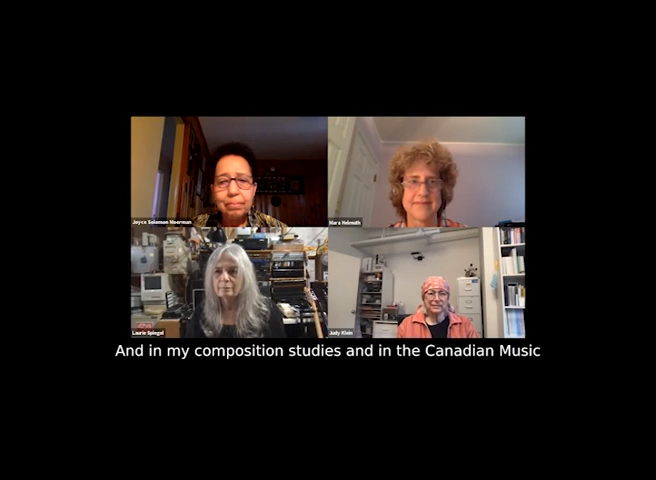 Joyce Solomon Moorman
Mara Helmuth
Laurie Spiegel
Judy Klein
And in my composition studies and in the Canadian Music